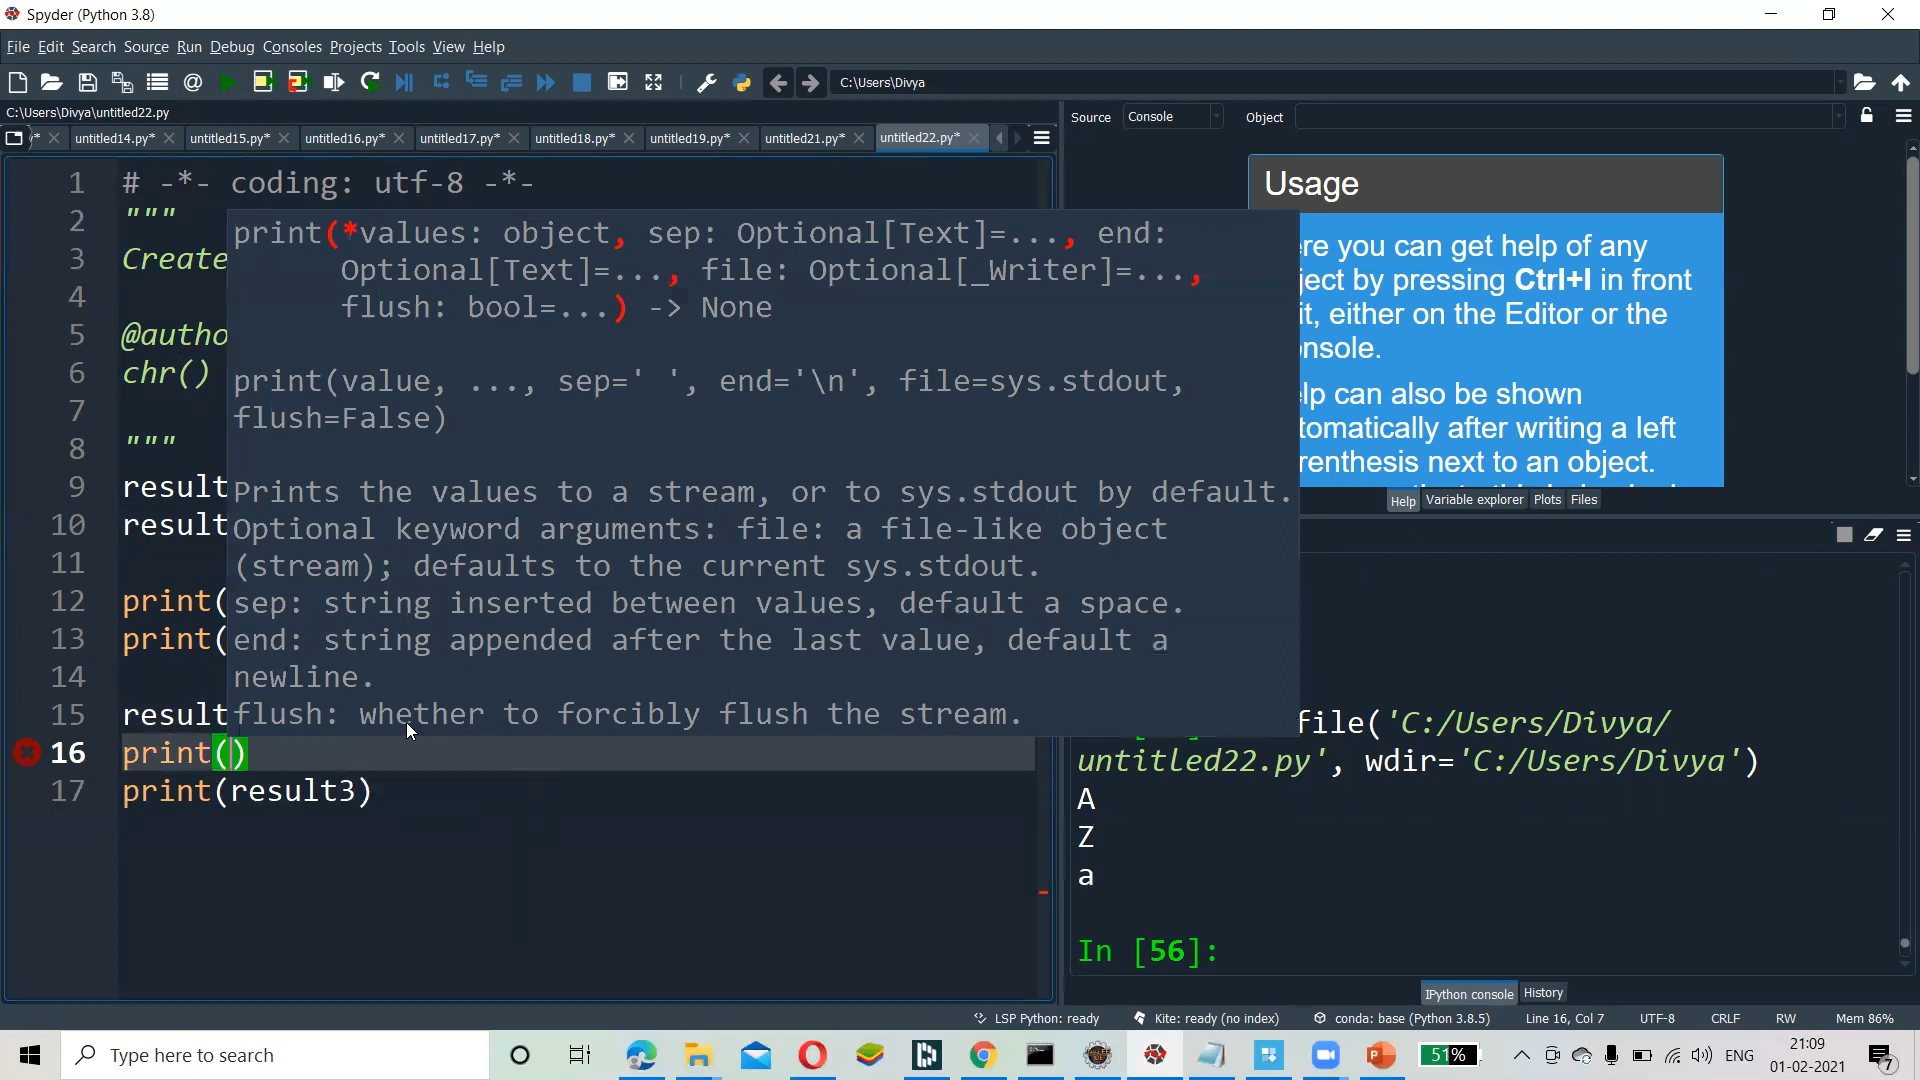 Spyder (Python 3.8)
File Edit Search Source Run Debug Consoles Projects Tools View Help
C:\Users\Divya
C:\Users\Divya\untitled22.py
untitled14.py* untitled15.py* untitled16.py* untitled17.py* untitled18.py* untitled19.py* untitled21.py* untitled22.py*
Source Console Object
1 # -*- coding: utf-8 -*-
2 """
3 Create
4
5 @autho
6 chr()
7
8 """
9 result
10 result
11
12 print(
13 print(
14
15 result
16 print()
17 print(result3)
print(*values: object, sep: Optional[Text]=..., end:
Optional[Text]=..., file: Optional[_Writer]=...,
flush: bool=...) -> None
print(value, ..., sep=' ', end='\n', file=sys.stdout,
flush=False)
Prints the values to a stream, or to sys.stdout by default.
Optional keyword arguments: file: a file-like object
(stream); defaults to the current sys.stdout.
sep: string inserted between values, default a space.
end: string appended after the last value, default a
newline.
flush: whether to forcibly flush the stream.
Usage
ere you can get help of any
ject by pressing Ctrl+I in front
it, either on the Editor or the
onsole.
elp can also be shown
tomatically after writing a left
renthesis next to an object.
Help Variable explorer Plots Files
file('C:/Users/Divya/
untitled22.py', wdir='C:/Users/Divya')
A
Z
a
In [56]:
IPython console History
LSP Python: ready Kite: ready (no index) conda: base (Python 3.8.5) Line 16, Col 7 UTF-8 CRLF RW Mem 86%
Type here to search
51%
ENG
21:09
01-02-2021
7